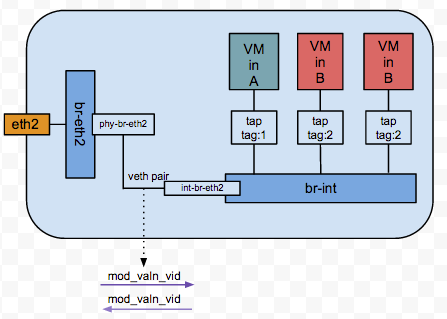 VM
in
A
VM
in
B
VM
in
B
eth2
br-eth2
phy-br-eth2
tap
tag:1
tap
tag:2
tap
tag:2
veth pair
int-br-eth2
br-int
mod_valn_vid
mod_valn_vid